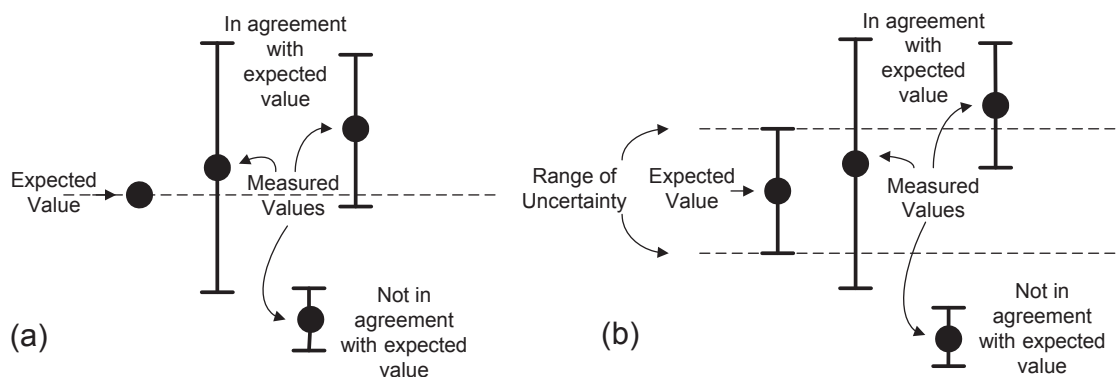 In agreement
with
expected
value
Expected
Value
Measured
Values
Not in
agreement
with expected
value
(a)
In agreement
with
expected
value
Range of
Uncertainty
Expected
Value
Measured
Values
Not in
agreement
with expected
value
(b)